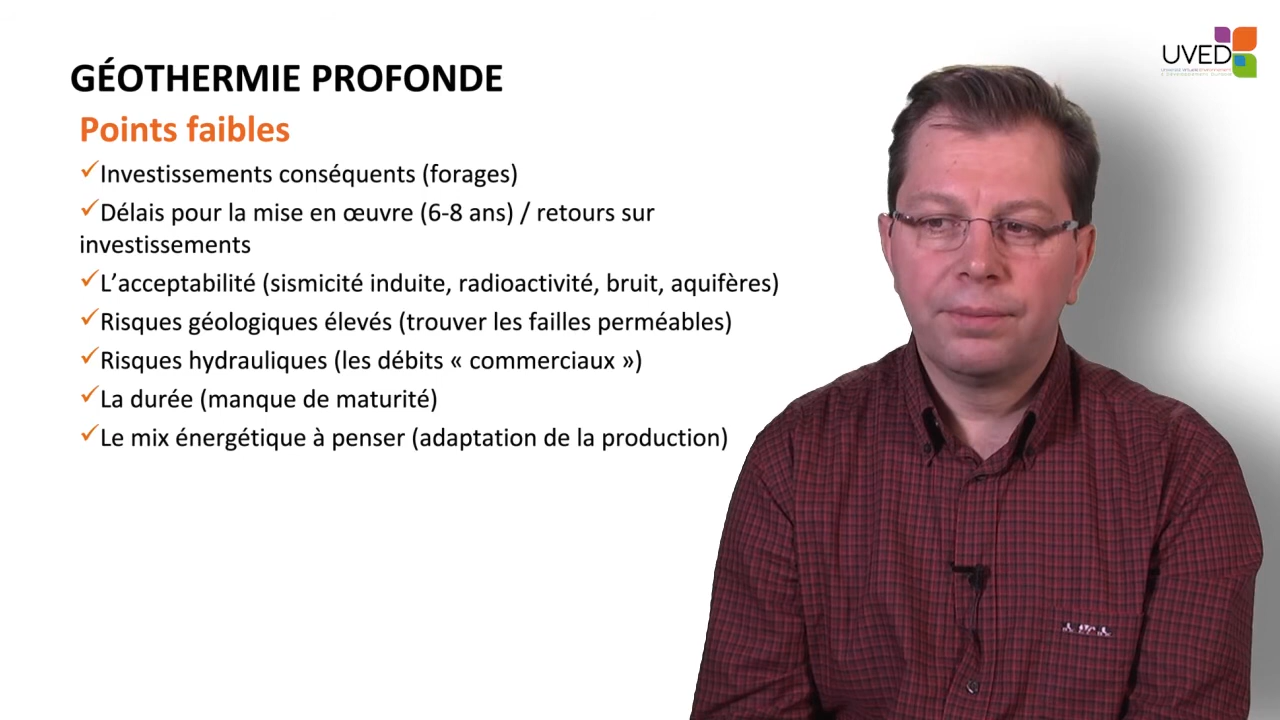 UVED
GÉOTHERMIE PROFONDE
Points faibles
✓Investissements conséquents (forages)
✓Délais pour la mise en œuvre (6-8 ans) / retours sur
investissements
✓L’acceptabilité (sismicité induite, radioactivité, bruit, aquifères)
✓Risques géologiques élevés (trouver les failles perméables)
✓Risques hydrauliques (les débits « commerciaux »)
✓La durée (manque de maturité)
✓Le mix énergétique à penser (adaptation de la production)